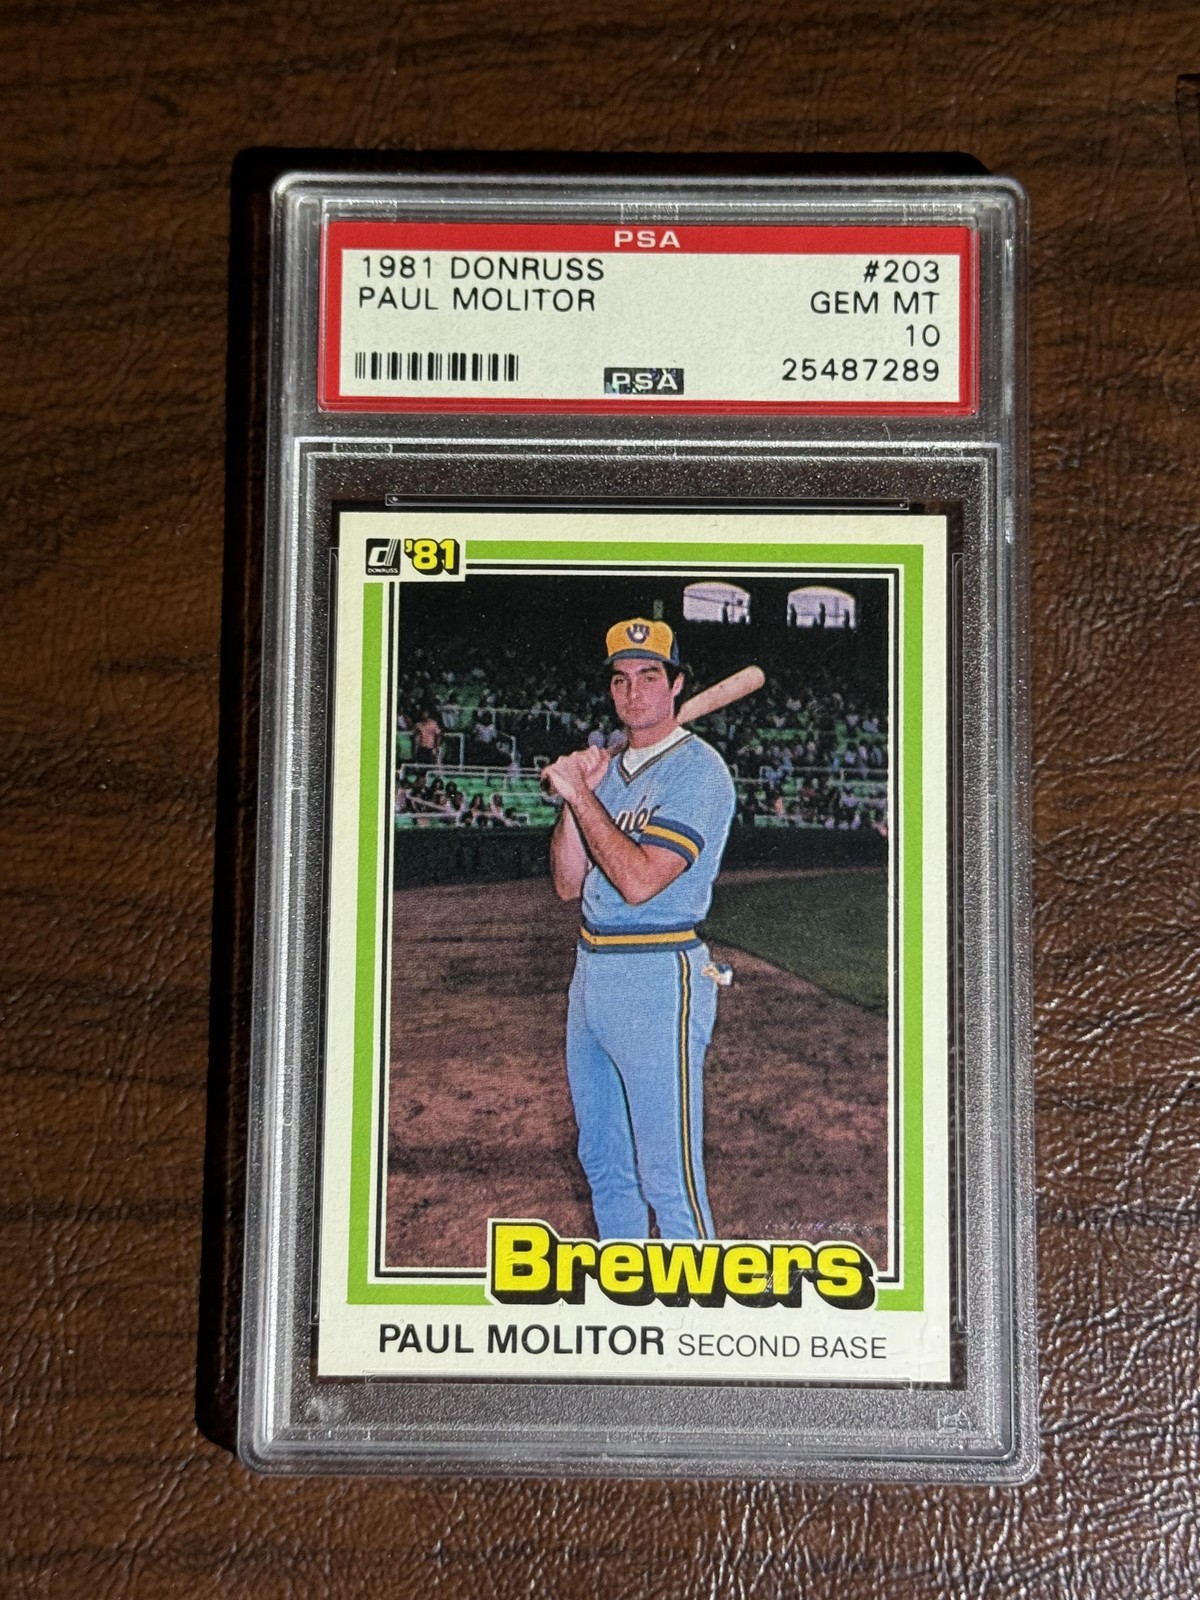 PSA
1981 DONRUSS #203
PAUL MOLITOR GEM MT
10
PSA 25487289
d '81
DONRUSS
Brewers
PAUL MOLITOR SECOND BASE